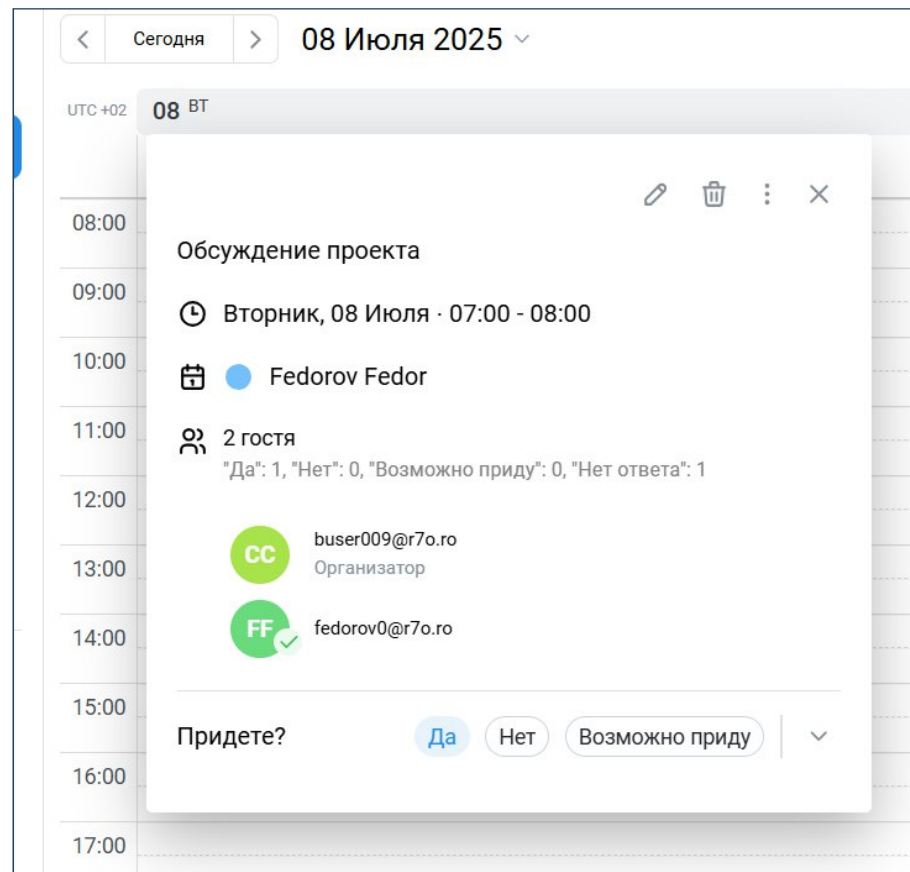 Сегодня 08 Июля 2025
UTC +02 08 ВТ
08:00
Обсуждение проекта
09:00
Вторник, 08 Июля · 07:00 - 08:00
10:00
Fedorov Fedor
11:00
2 гостя
"Да": 1, "Нет": 0, "Возможно приду": 0, "Нет ответа": 1
12:00
CC buser009@r7o.ro
Организатор
13:00
FF fedorov0@r7o.ro
14:00
15:00
Придете? Да Нет Возможно приду
16:00
17:00